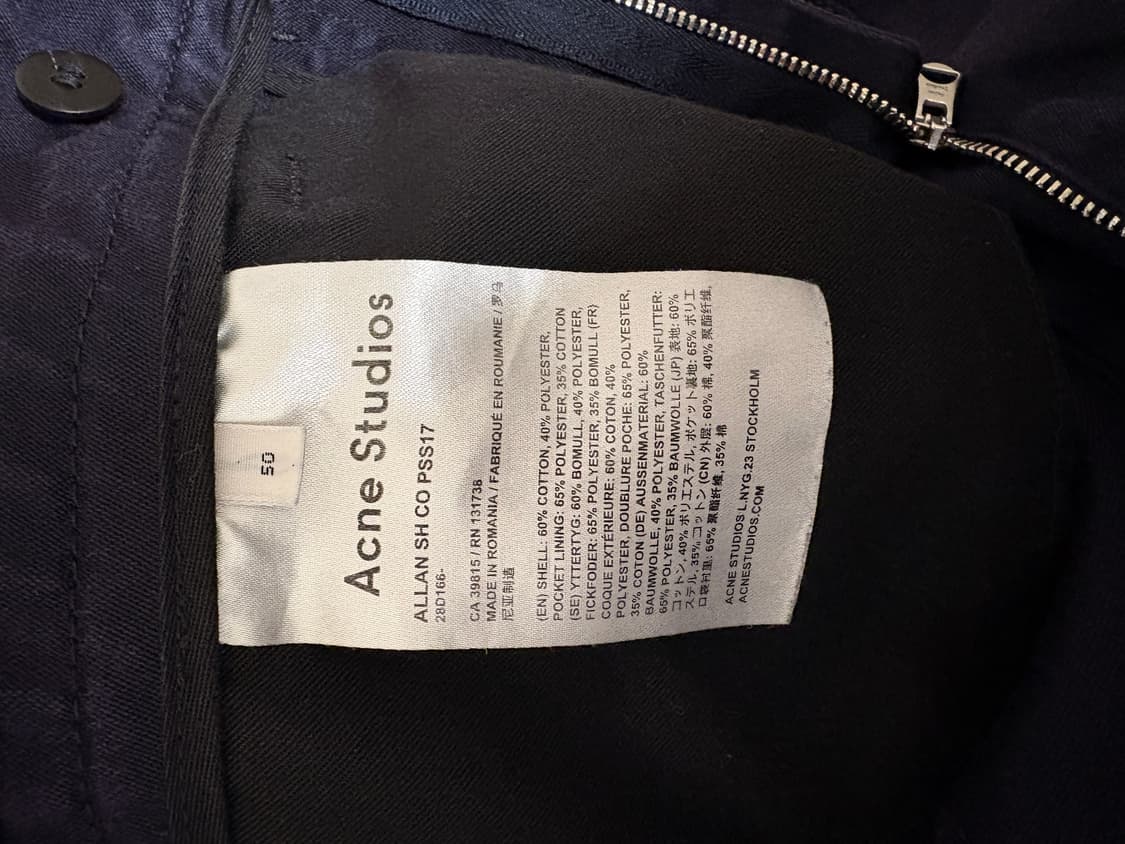 50
Acne Studios
ALLAN SH CO PSS17
28D166-
CA 39815 / RN 131738
MADE IN ROMANIA / FABRIQUÉ EN ROUMANIE / 罗马
尼亚制造
(EN) SHELL: 60% COTTON, 40% POLYESTER,
POCKET LINING: 65% POLYESTER, 35% COTTON
(SE) YTTERTYG: 60% BOMULL, 40% POLYESTER,
FICKFODER: 65% POLYESTER, 35% BOMULL (FR)
COQUE EXTÉRIEURE: 60% COTON, 40%
POLYESTER, DOUBLURE POCHE: 65% POLYESTER,
35% COTON (DE) AUSSENMATERIAL: 60%
BAUMWOLLE, 40% POLYESTER, TASCHENFUTTER:
65% POLYESTER, 35% BAUMWOLLE (JP) 表地: 60%
コットン, 40% ポリエステル, ポケット裏地: 65% ポリエ
ステル, 35% コットン (CN) 外层: 60% 棉, 40% 聚酯纤维,
口袋衬里: 65% 聚酯纤维, 35% 棉
ACNE STUDIOS L.NYG.23 STOCKHOLM
ACNESTUDIOS.COM